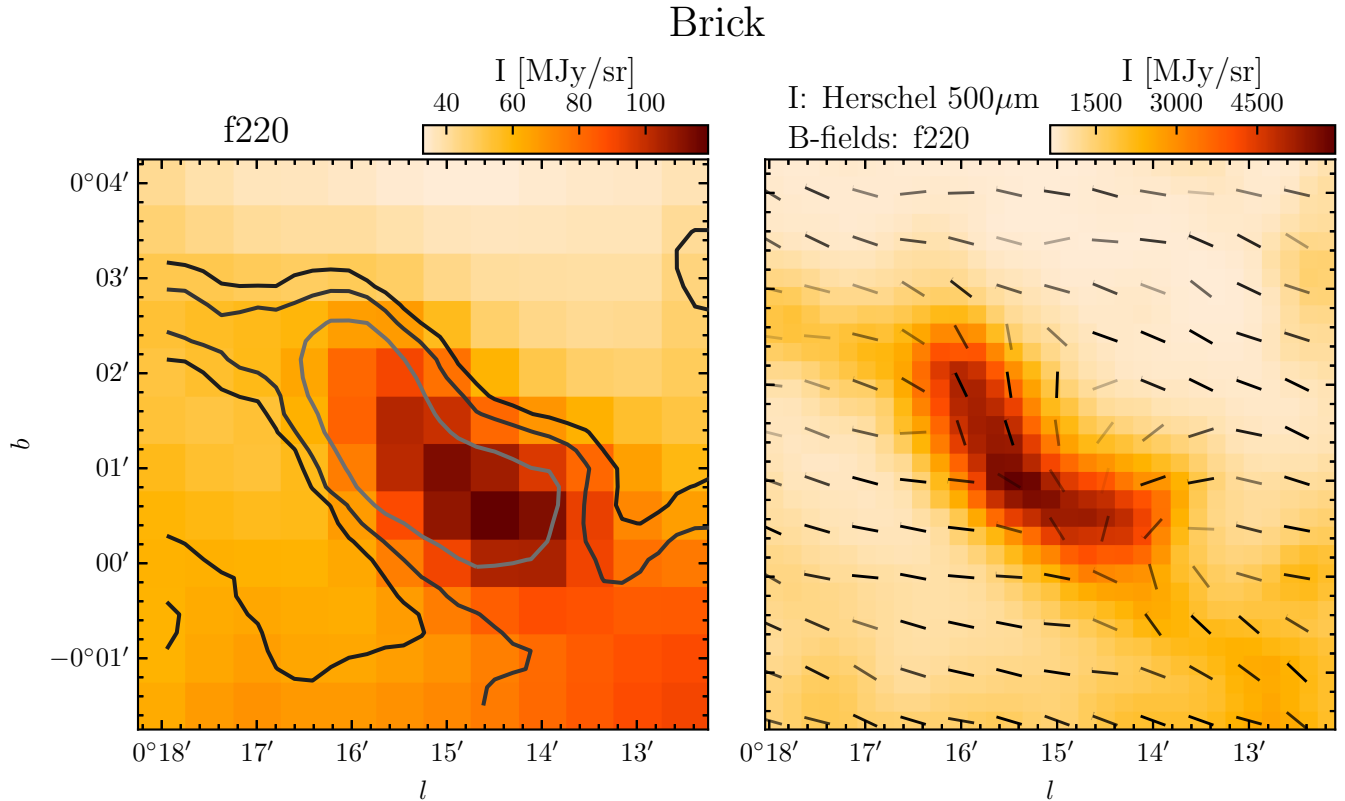 Brick
I [MJy/sr]
40 60 80 100
f220
I: Herschel 500μm
B-fields: f220
I [MJy/sr]
1500 3000 4500
0°04′
03′
02′
01′
00′
−0°01′
b
0°18′ 17′ 16′ 15′ 14′ 13′
l
0°18′ 17′ 16′ 15′ 14′ 13′
l